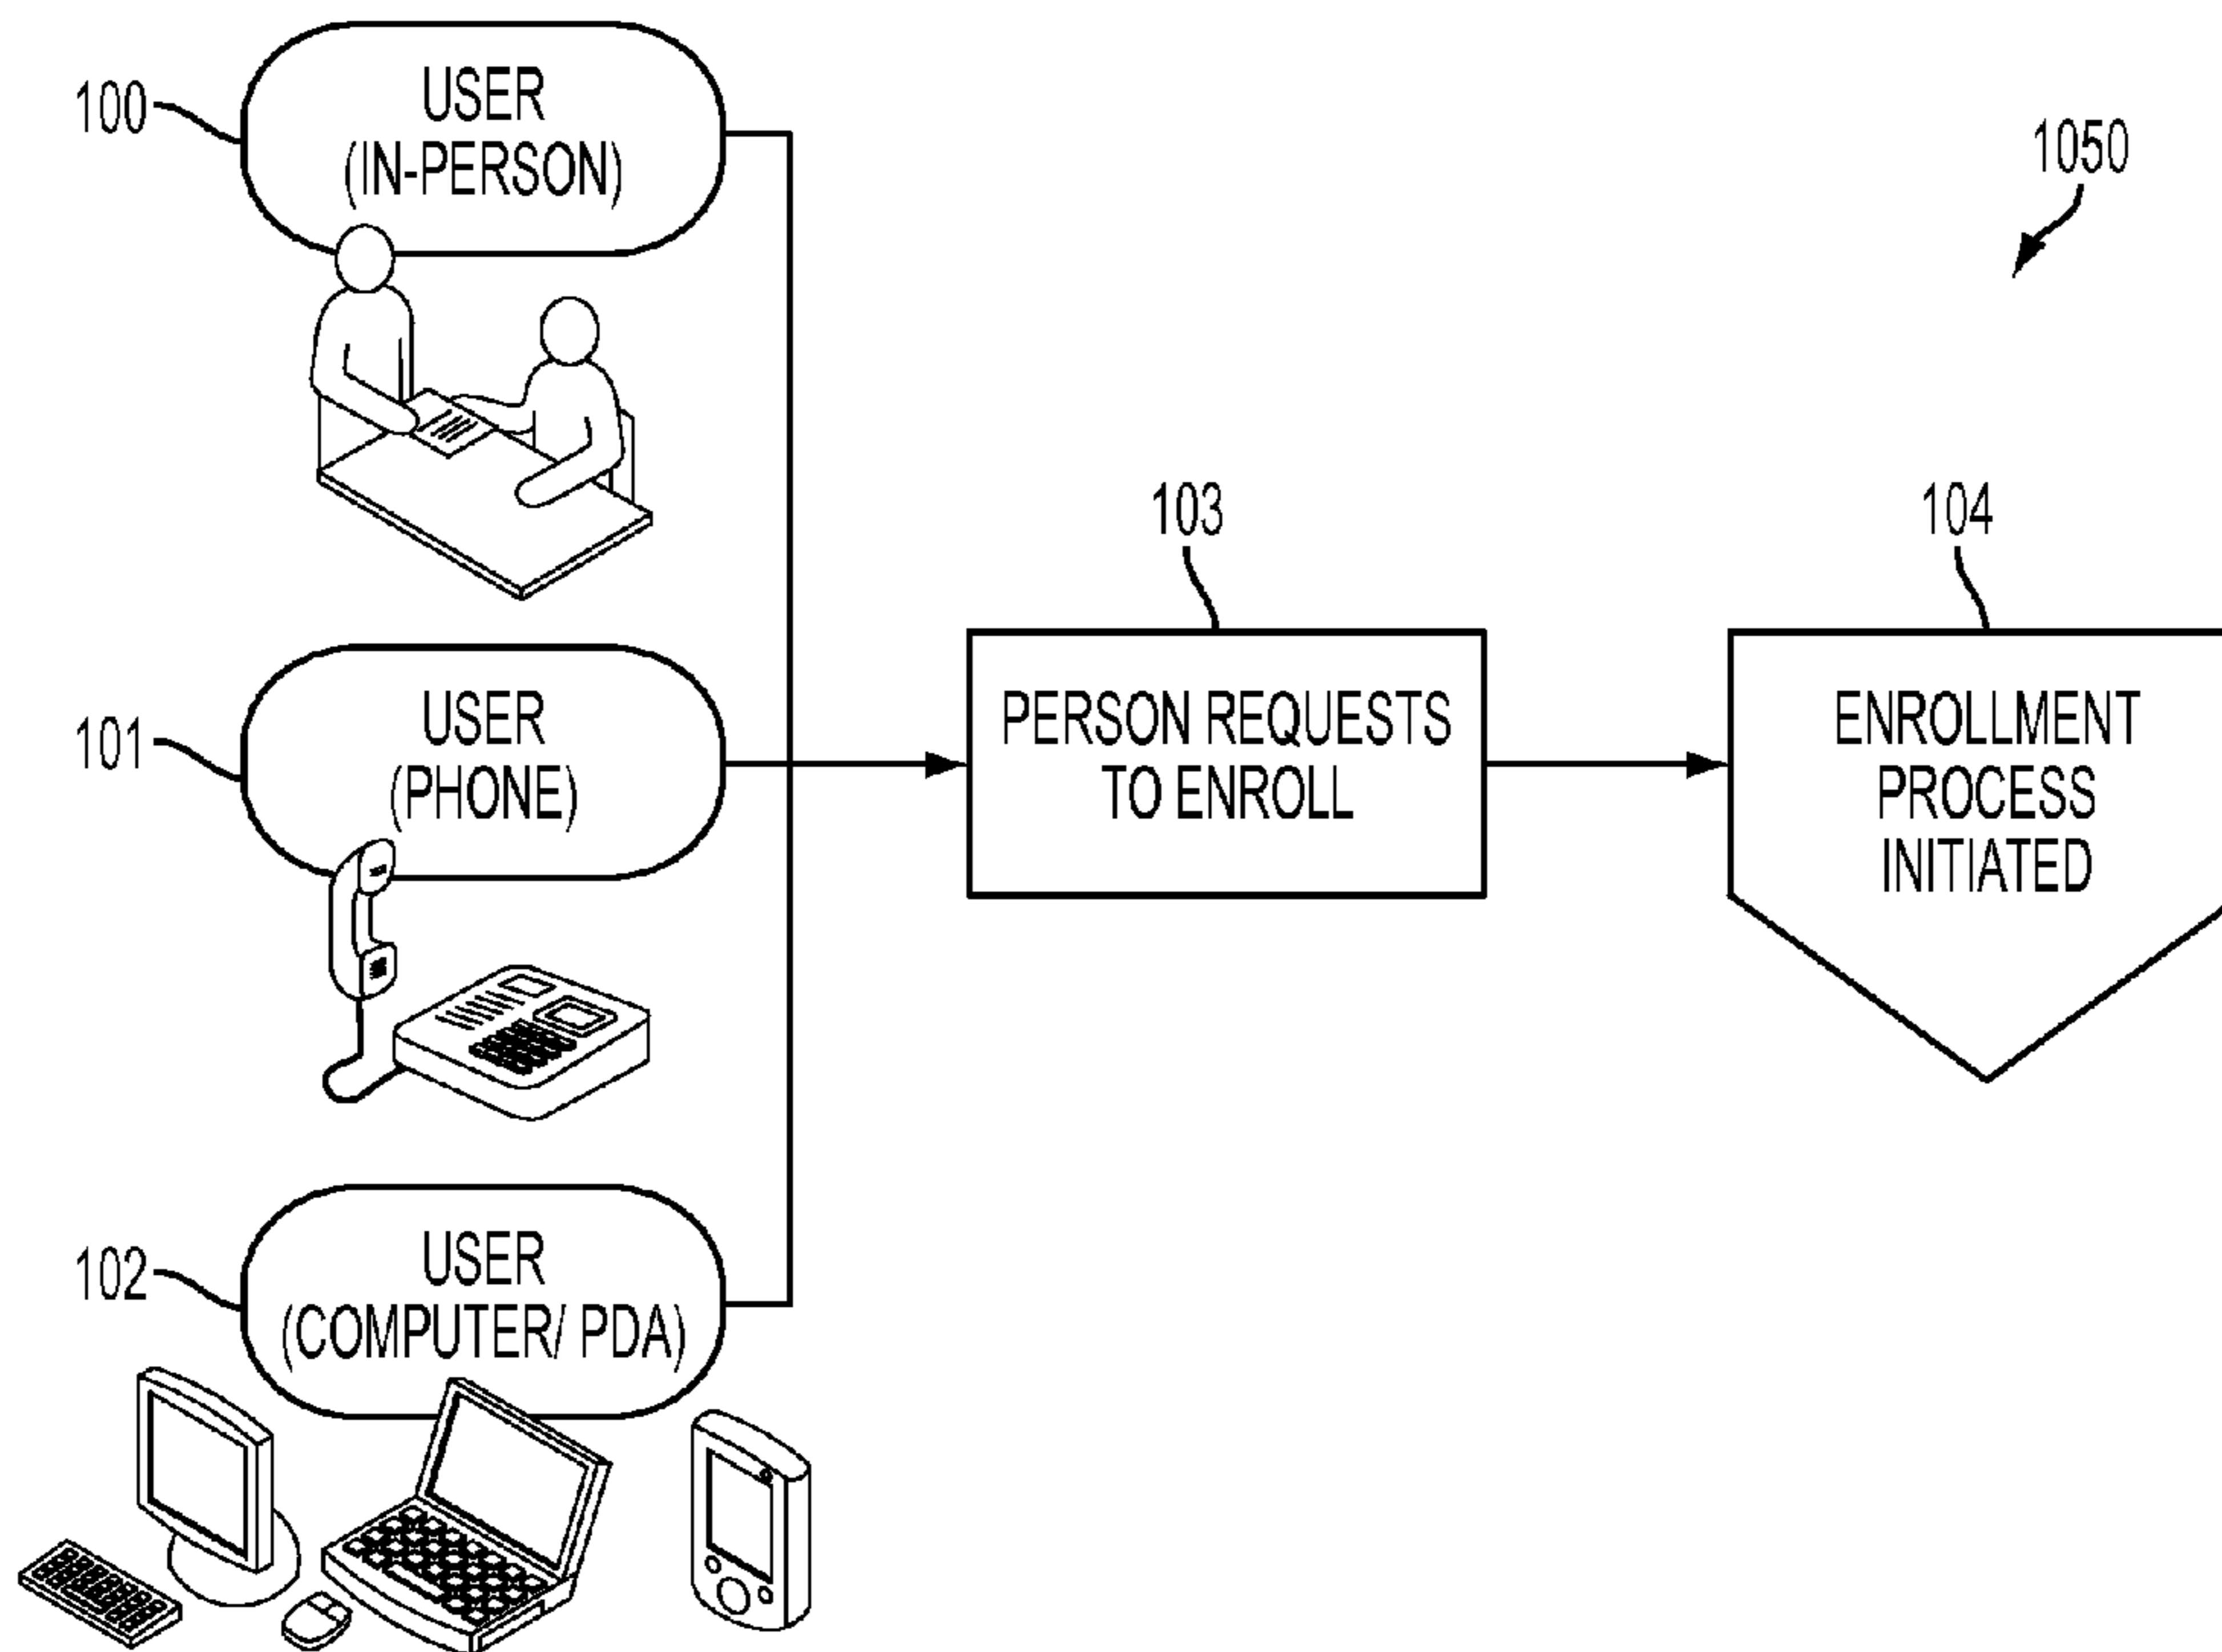 100
USER
(IN-PERSON)
1050
103
104
101
USER
(PHONE)
PERSON REQUESTS
TO ENROLL
ENROLLMENT
PROCESS
INITIATED
102
USER
(COMPUTER/ PDA)